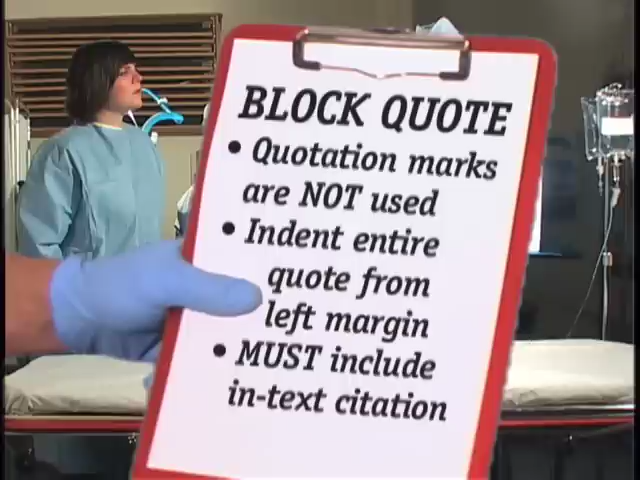 BLOCK QUOTE
• Quotation marks
are NOT used
• Indent entire
quote from
left margin
• MUST include
in-text citation